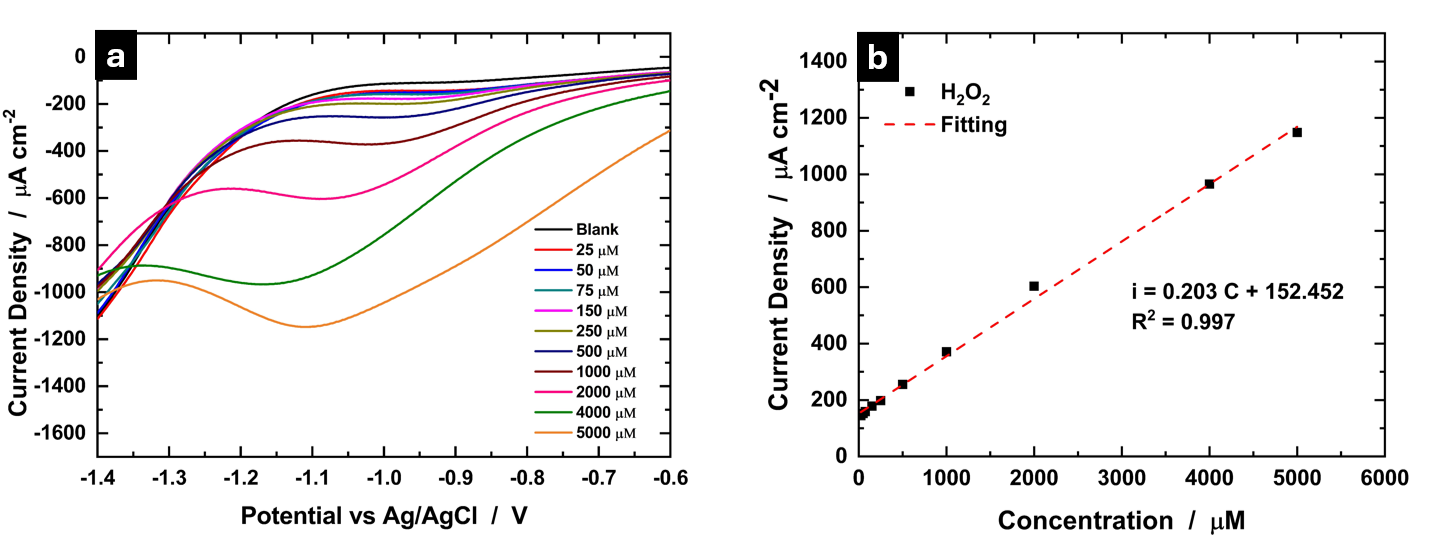 a
0
-200
-400
-600
-800
-1000
-1200
-1400
-1600
Current Density / μA cm-2
-1.4 -1.3 -1.2 -1.1 -1.0 -0.9 -0.8 -0.7 -0.6
Potential vs Ag/AgCl / V
Blank
25 μM
50 μM
75 μM
150 μM
250 μM
500 μM
1000 μM
2000 μM
4000 μM
5000 μM
b
1400
1200
1000
800
600
400
200
0
Current Density / μA cm-2
0 1000 2000 3000 4000 5000 6000
Concentration / μM
H2O2
Fitting
i = 0.203 C + 152.452
R2 = 0.997